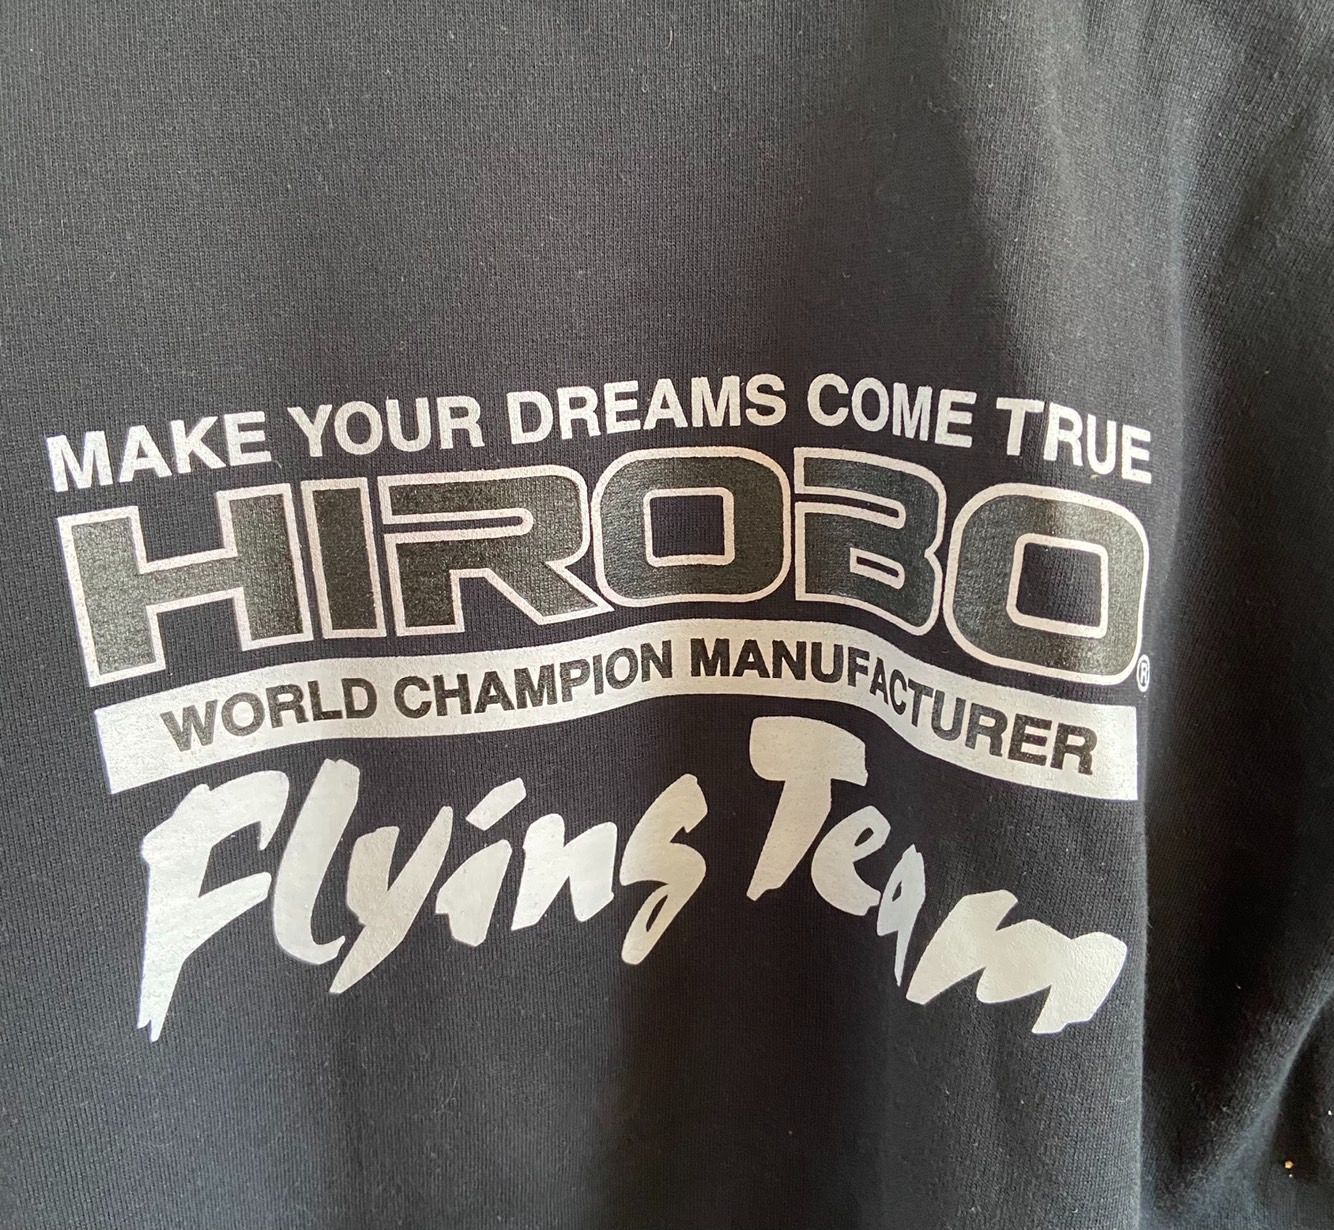 MAKE YOUR DREAMS COME TRUE
HIROBO®
WORLD CHAMPION MANUFACTURER
Flying Team